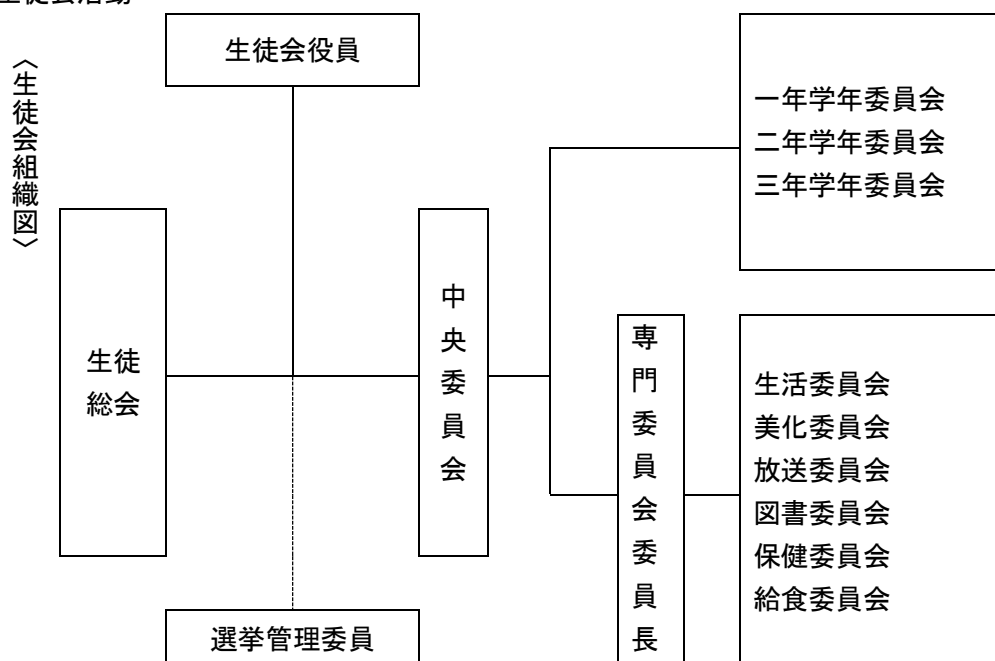 生徒会活動
〈生徒会組織図〉
生徒会役員
生徒
総会
中央委員会
選挙管理委員
一年学年委員会
二年学年委員会
三年学年委員会
専門委員会委員長
生活委員会
美化委員会
放送委員会
図書委員会
保健委員会
給食委員会